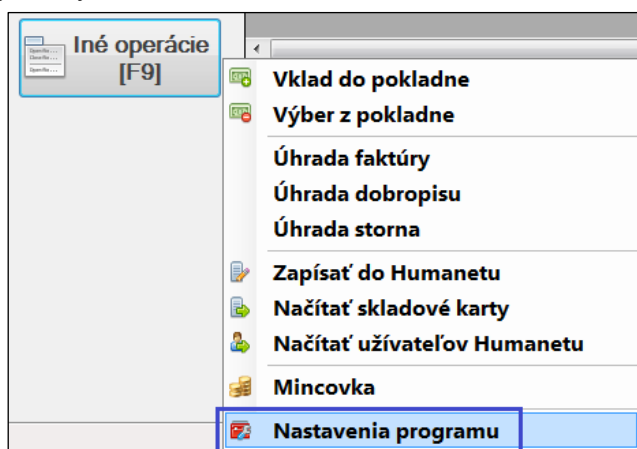 Iné operácie
[F9]
Vklad do pokladne
Výber z pokladne
Úhrada faktúry
Úhrada dobropisu
Úhrada storna
Zapísať do Humanetu
Načítať skladové karty
Načítať užívateľov Humanetu
Mincovka
Nastavenia programu